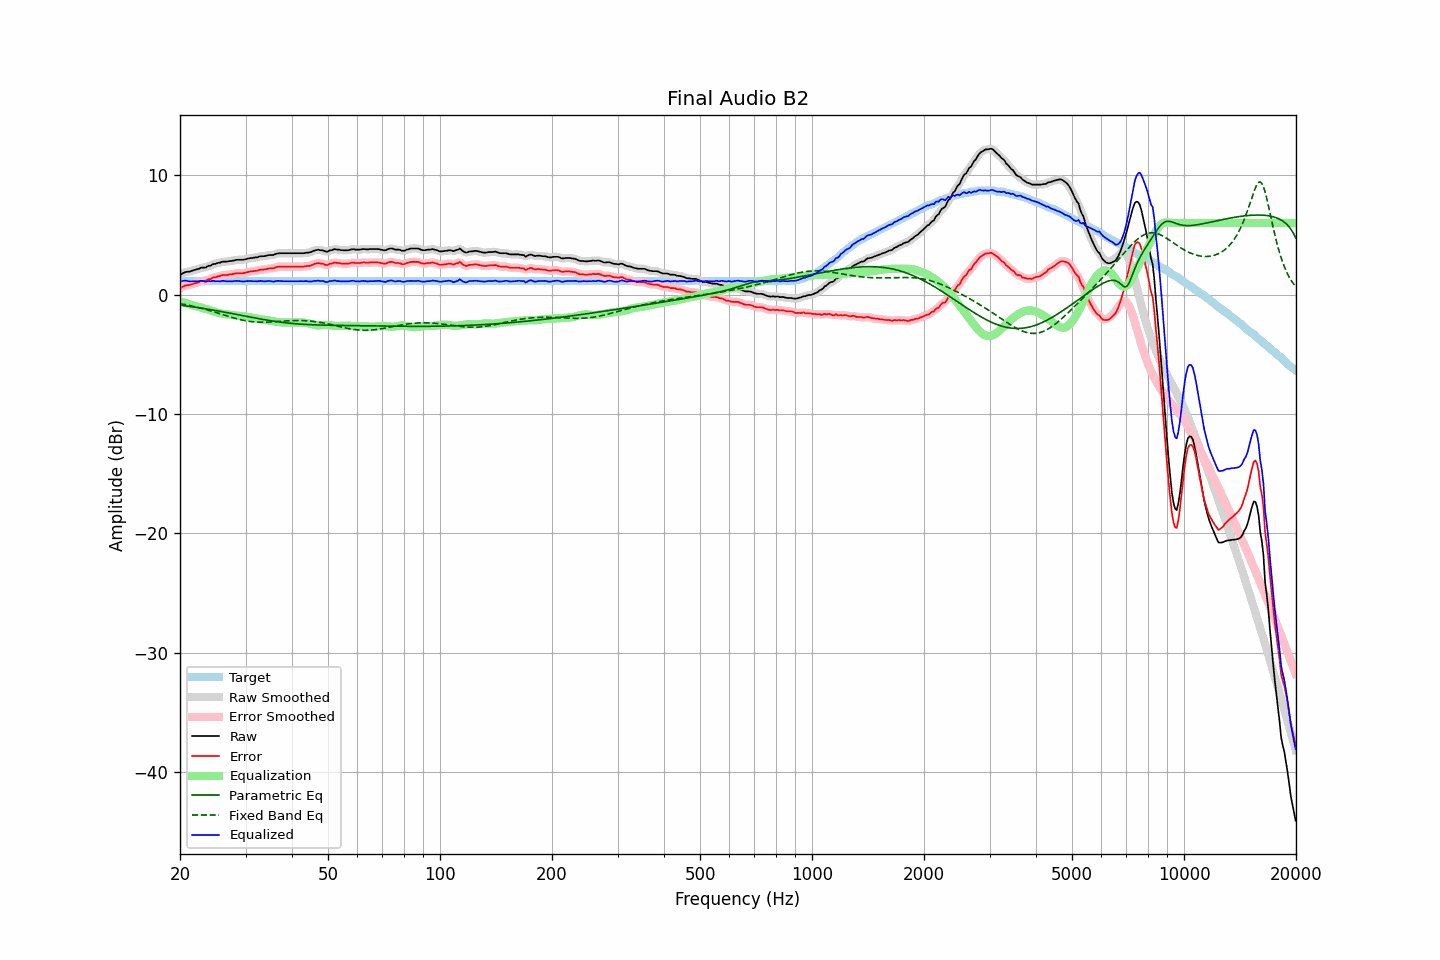 Final Audio B2
Amplitude (dBr)
10
0
−10
−20
−30
−40
Target
Raw Smoothed
Error Smoothed
Raw
Error
Equalization
Parametric Eq
Fixed Band Eq
Equalized
20 50 100 200 500 1000 2000 5000 10000 20000
Frequency (Hz)